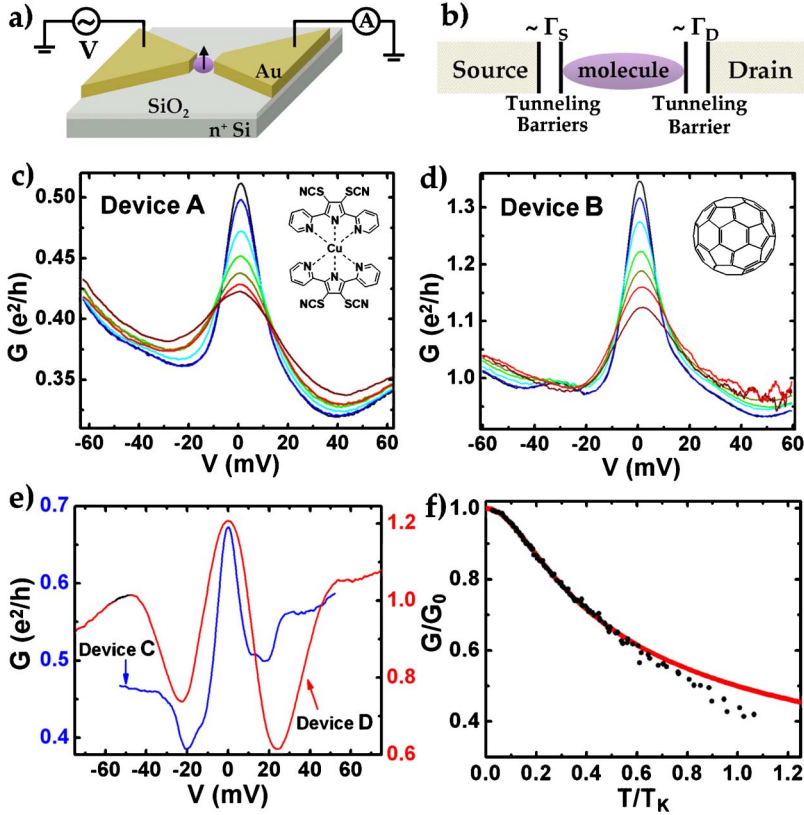 a)
V
A
Au
SiO₂
n⁺ Si
b)
~ Γ_S
~ Γ_D
Source
molecule
Drain
Tunneling
Barriers
Tunneling
Barrier
c)
Device A
NCS
SCN
N
N
N
Cu
N
N
N
NCS
SCN
G (e²/h)
0.50
0.45
0.40
0.35
-60
-40
-20
0
20
40
60
V (mV)
d)
Device B
G (e²/h)
1.3
1.2
1.1
1.0
-60
-40
-20
0
20
40
60
V (mV)
e)
G (e²/h)
0.7
0.6
0.5
0.4
Device C
Device D
1.2
1.0
0.8
0.6
-60
-40
-20
0
20
40
60
V (mV)
f)
G/G₀
1.0
0.8
0.6
0.4
0.0
0.2
0.4
0.6
0.8
1.0
1.2
T/T_K